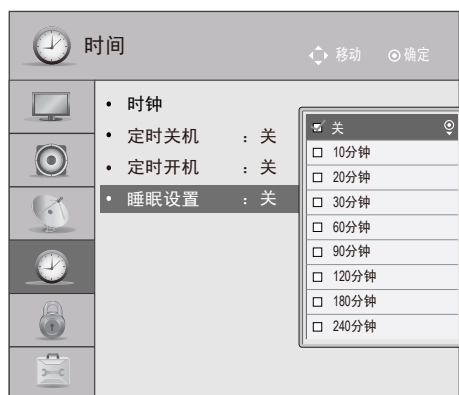 时间
移动 确定
• 时钟
• 定时关机 : 关
• 定时开机 : 关
• 睡眠设置 : 关
关
10分钟
20分钟
30分钟
60分钟
90分钟
120分钟
180分钟
240分钟